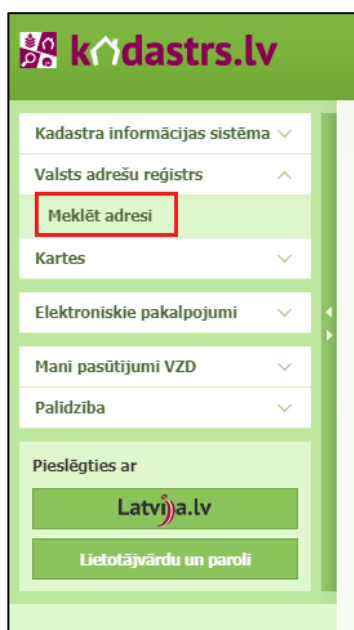 kadastrs.lv
Kadastra informācijas sistēma
Valsts adrešu reģistrs
Meklēt adresi
Kartes
Elektroniskie pakalpojumi
Mani pasūtījumi VZD
Palīdzība
Pieslēgties ar
Latvija.lv
Lietotājvārdu un paroli